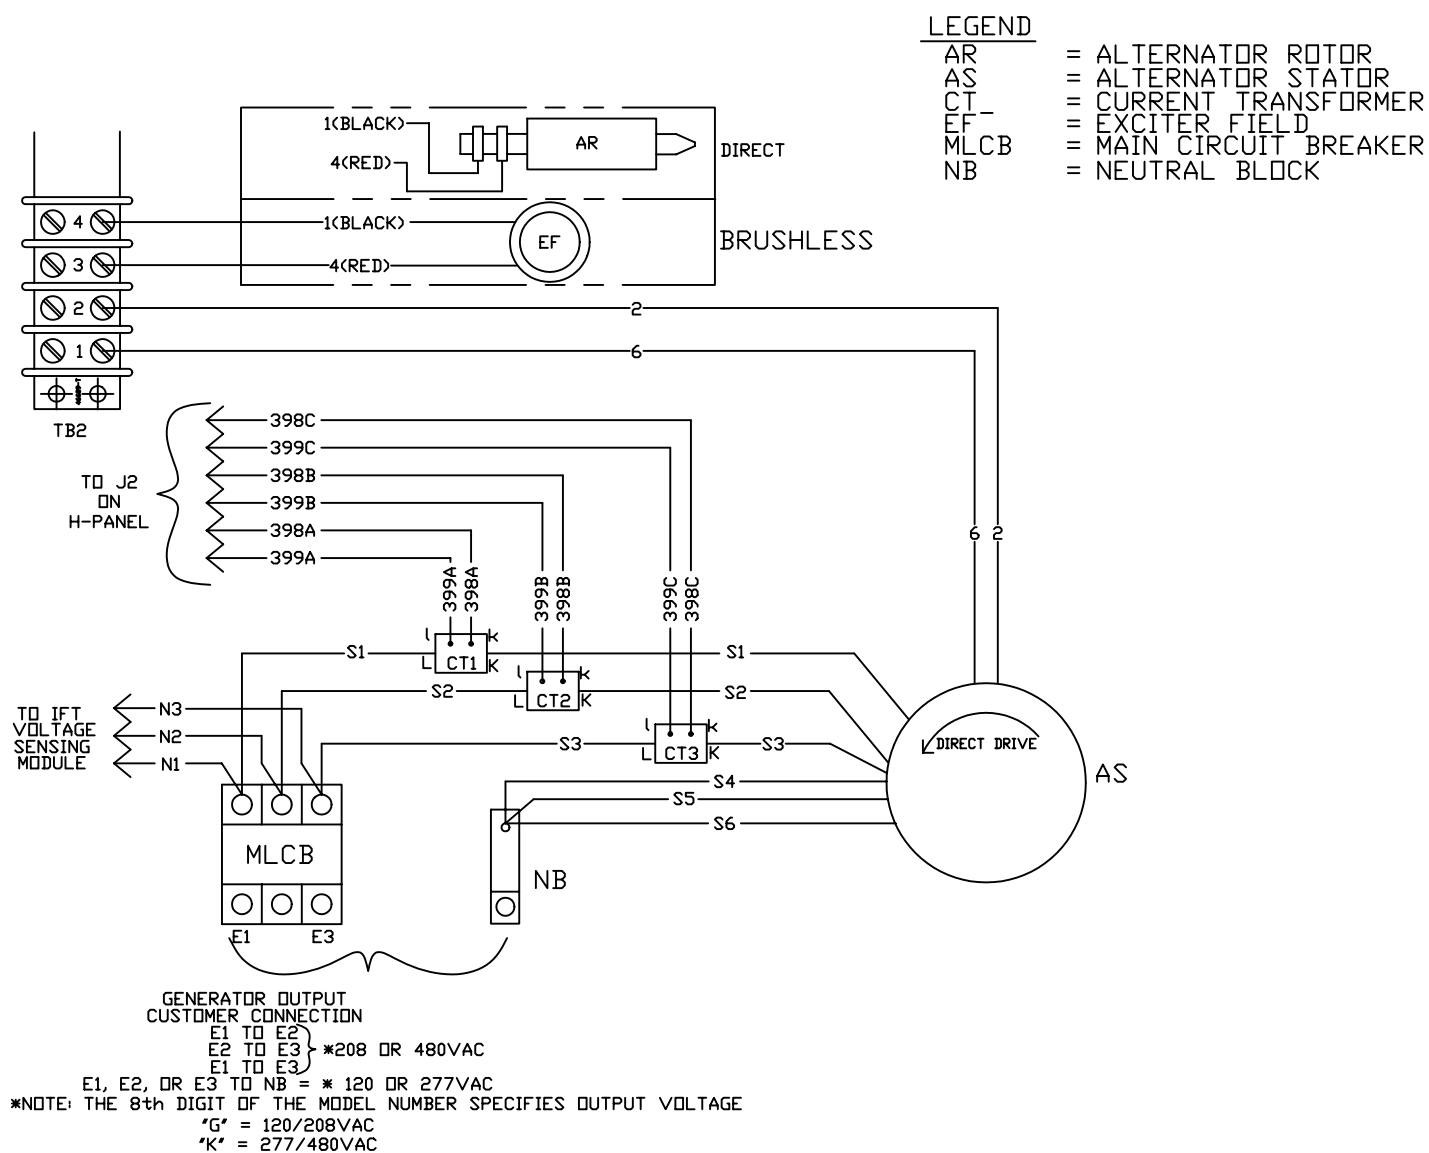 LEGEND
AR = ALTERNATOR ROTOR
AS = ALTERNATOR STATOR
CT_ = CURRENT TRANSFORMER
EF = EXCITER FIELD
MLCB = MAIN CIRCUIT BREAKER
NB = NEUTRAL BLOCK
1(BLACK)
AR
4(RED)
DIRECT
4
1(BLACK)
EF
BRUSHLESS
3
4(RED)
2
2
1
6
TB2
398C
399C
398B
399B
398A
399A
TO J2
ON
H-PANEL
6 2
399A
398A
399B
398B
399C
398C
l k
L CT1 K
S1
S1
l k
L CT2 K
S2
S2
l k
L CT3 K
S3
S3
TO IFT
VOLTAGE
SENSING
MODULE
N3
N2
N1
DIRECT DRIVE
AS
S4
S5
S6
MLCB
NB
E1 E3
GENERATOR OUTPUT
CUSTOMER CONNECTION
E1 TO E2
E2 TO E3 *208 OR 480VAC
E1 TO E3
E1, E2, OR E3 TO NB = * 120 OR 277VAC
*NOTE: THE 8th DIGIT OF THE MODEL NUMBER SPECIFIES OUTPUT VOLTAGE
"G" = 120/208VAC
"K" = 277/480VAC